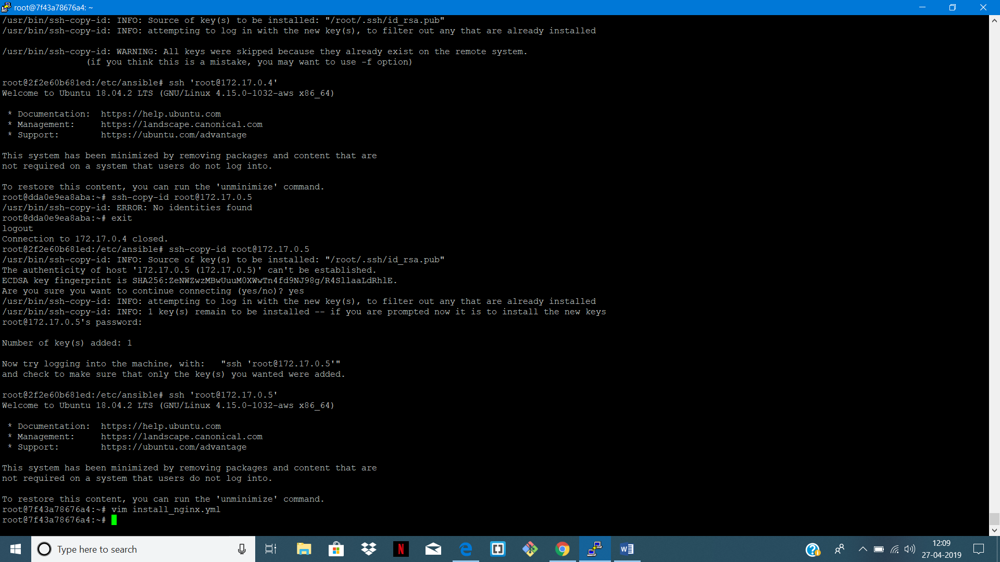 root@7f43a78676a4: ~
/usr/bin/ssh-copy-id: INFO: Source of key(s) to be installed: "/root/.ssh/id_rsa.pub"
/usr/bin/ssh-copy-id: INFO: attempting to log in with the new key(s), to filter out any that are already installed
/usr/bin/ssh-copy-id: WARNING: All keys were skipped because they already exist on the remote system.
(if you think this is a mistake, you may want to use -f option)
root@2f2e60b681ed:/etc/ansible# ssh 'root@172.17.0.4'
Welcome to Ubuntu 18.04.2 LTS (GNU/Linux 4.15.0-1032-aws x86_64)
* Documentation:  https://help.ubuntu.com
* Management:     https://landscape.canonical.com
* Support:        https://ubuntu.com/advantage
This system has been minimized by removing packages and content that are
not required on a system that users do not log into.
To restore this content, you can run the 'unminimize' command.
root@dda0e9ea8aba:~# ssh-copy-id root@172.17.0.5
/usr/bin/ssh-copy-id: ERROR: No identities found
root@dda0e9ea8aba:~# exit
logout
Connection to 172.17.0.4 closed.
root@2f2e60b681ed:/etc/ansible# ssh-copy-id root@172.17.0.5
/usr/bin/ssh-copy-id: INFO: Source of key(s) to be installed: "/root/.ssh/id_rsa.pub"
The authenticity of host '172.17.0.5 (172.17.0.5)' can't be established.
ECDSA key fingerprint is SHA256:ZeNWZwzMBwUuuM0XWwTn4fd9NJ98g/R4SllaaLdRhlE.
Are you sure you want to continue connecting (yes/no)? yes
/usr/bin/ssh-copy-id: INFO: attempting to log in with the new key(s), to filter out any that are already installed
/usr/bin/ssh-copy-id: INFO: 1 key(s) remain to be installed -- if you are prompted now it is to install the new keys
root@172.17.0.5's password:
Number of key(s) added: 1
Now try logging into the machine, with:   "ssh 'root@172.17.0.5'"
and check to make sure that only the key(s) you wanted were added.
root@2f2e60b681ed:/etc/ansible# ssh 'root@172.17.0.5'
Welcome to Ubuntu 18.04.2 LTS (GNU/Linux 4.15.0-1032-aws x86_64)
* Documentation:  https://help.ubuntu.com
* Management:     https://landscape.canonical.com
* Support:        https://ubuntu.com/advantage
This system has been minimized by removing packages and content that are
not required on a system that users do not log into.
To restore this content, you can run the 'unminimize' command.
root@7f43a78676a4:~# vim install_nginx.yml
root@7f43a78676a4:~#
Type here to search
12:09
27-04-2019